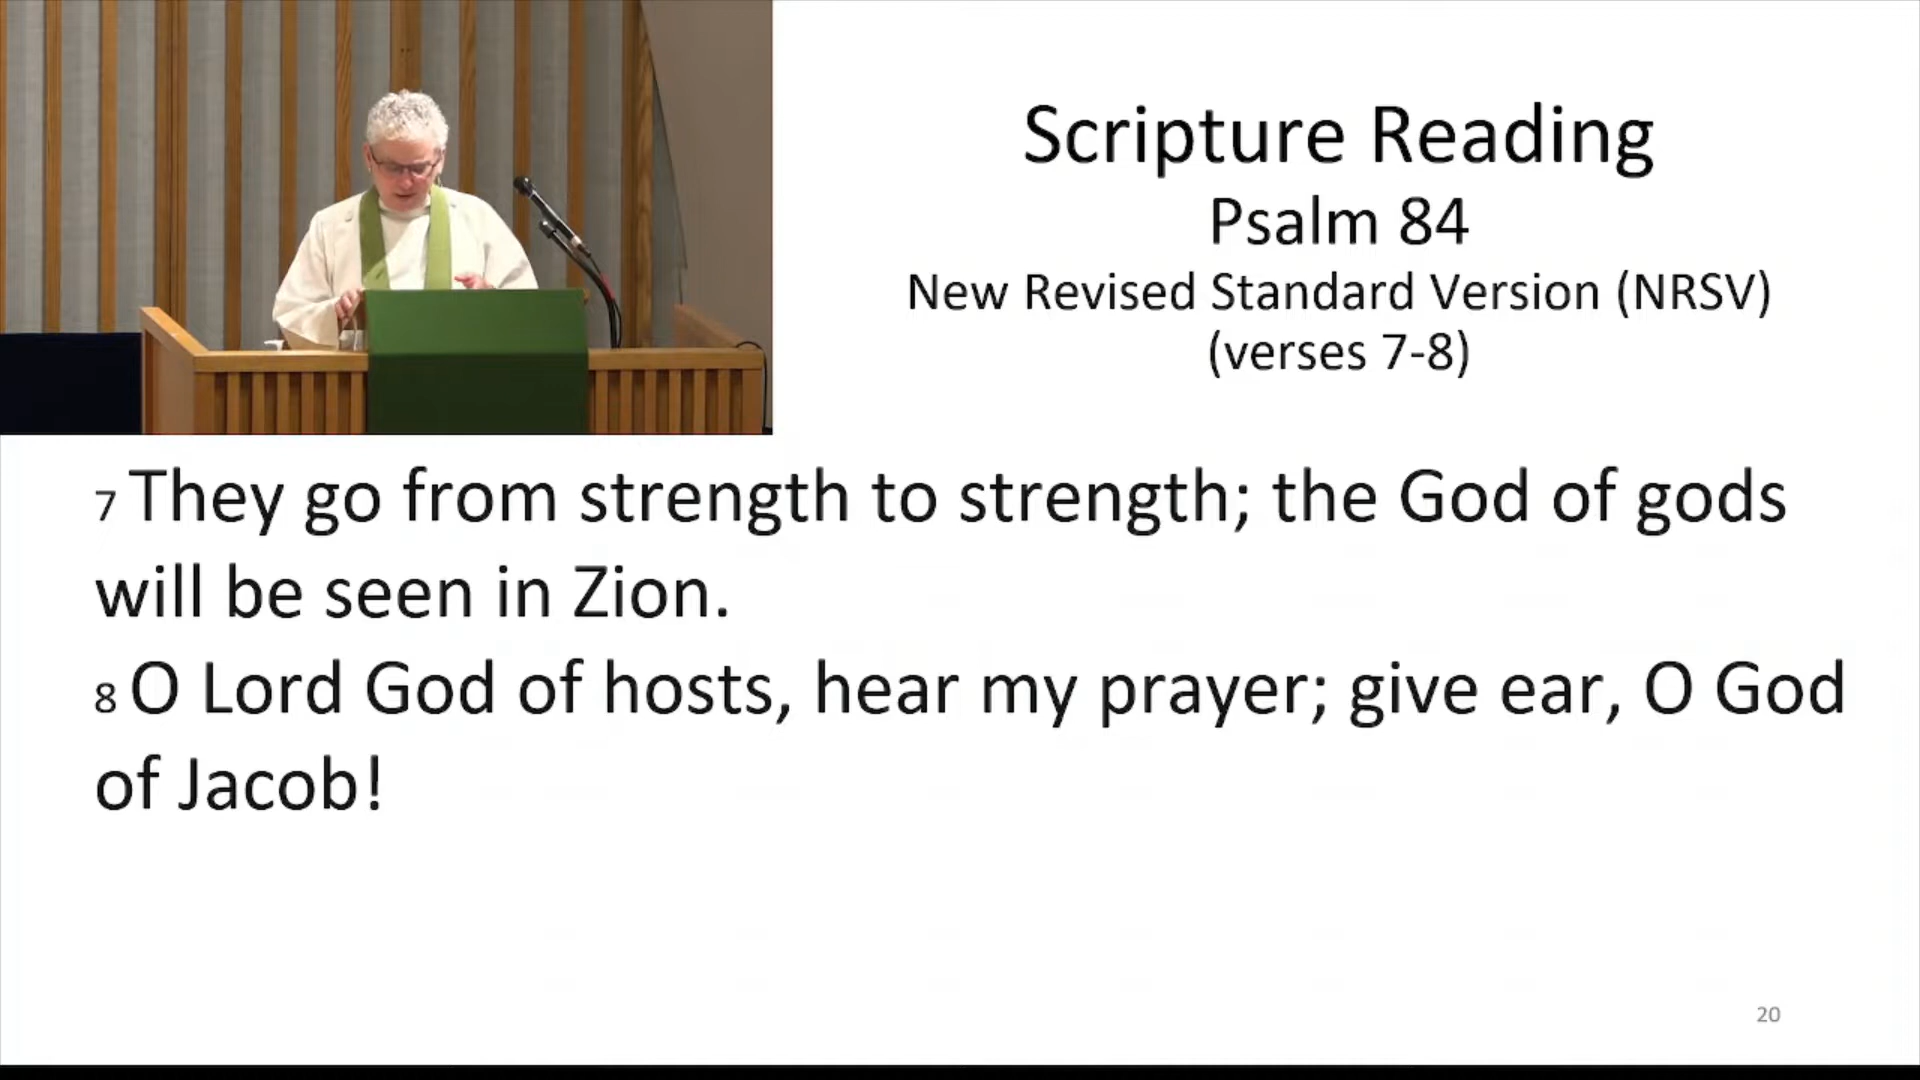 Scripture Reading
Psalm 84
New Revised Standard Version (NRSV)
(verses 7-8)
7 They go from strength to strength; the God of gods
will be seen in Zion.
8 O Lord God of hosts, hear my prayer; give ear, O God
of Jacob!
20